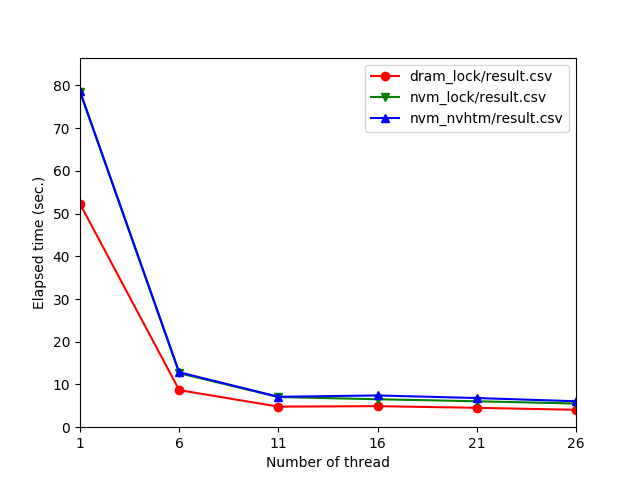 dram_lock/result.csv
nvm_lock/result.csv
nvm_nvhtm/result.csv
Elapsed time (sec.)
80
70
60
50
40
30
20
10
0
1 6 11 16 21 26
Number of thread